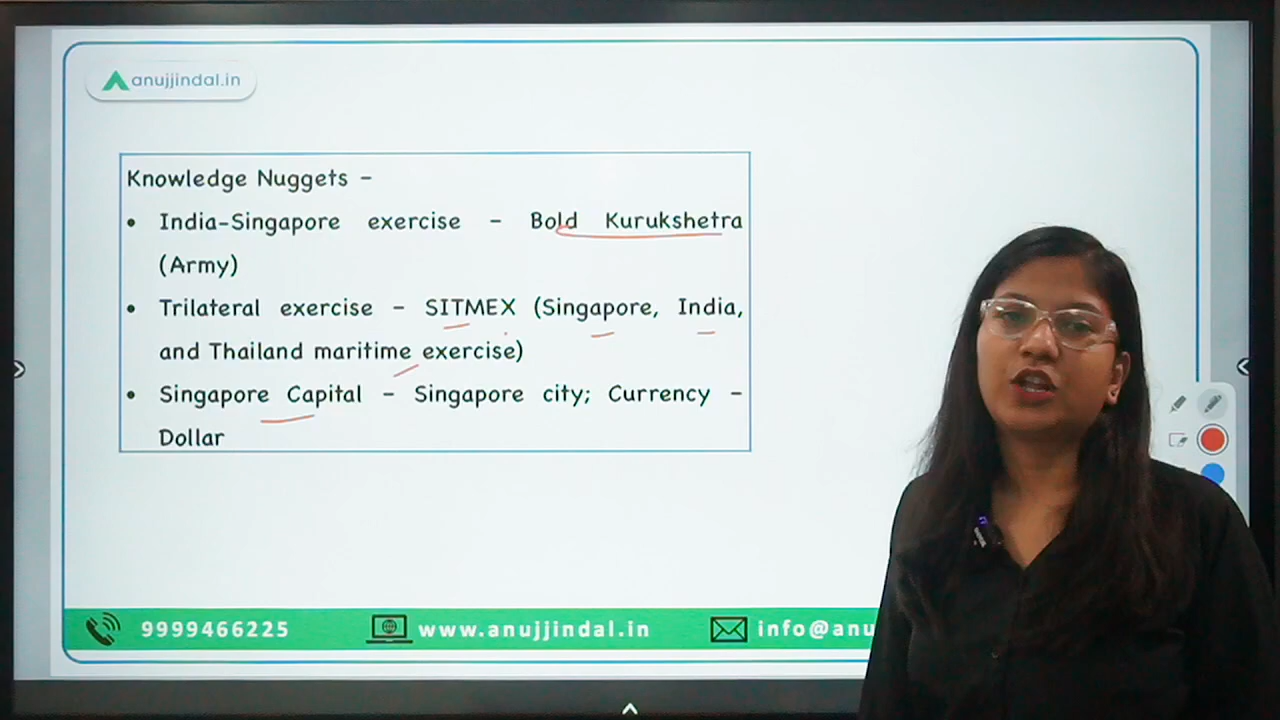 anujjindal.in
Knowledge Nuggets –
• India-Singapore exercise – Bold Kurukshetra
(Army)
• Trilateral exercise – SITMEX (Singapore, India,
and Thailand maritime exercise)
• Singapore Capital – Singapore city; Currency –
Dollar
9999466225 www.anujjindal.in info@anu